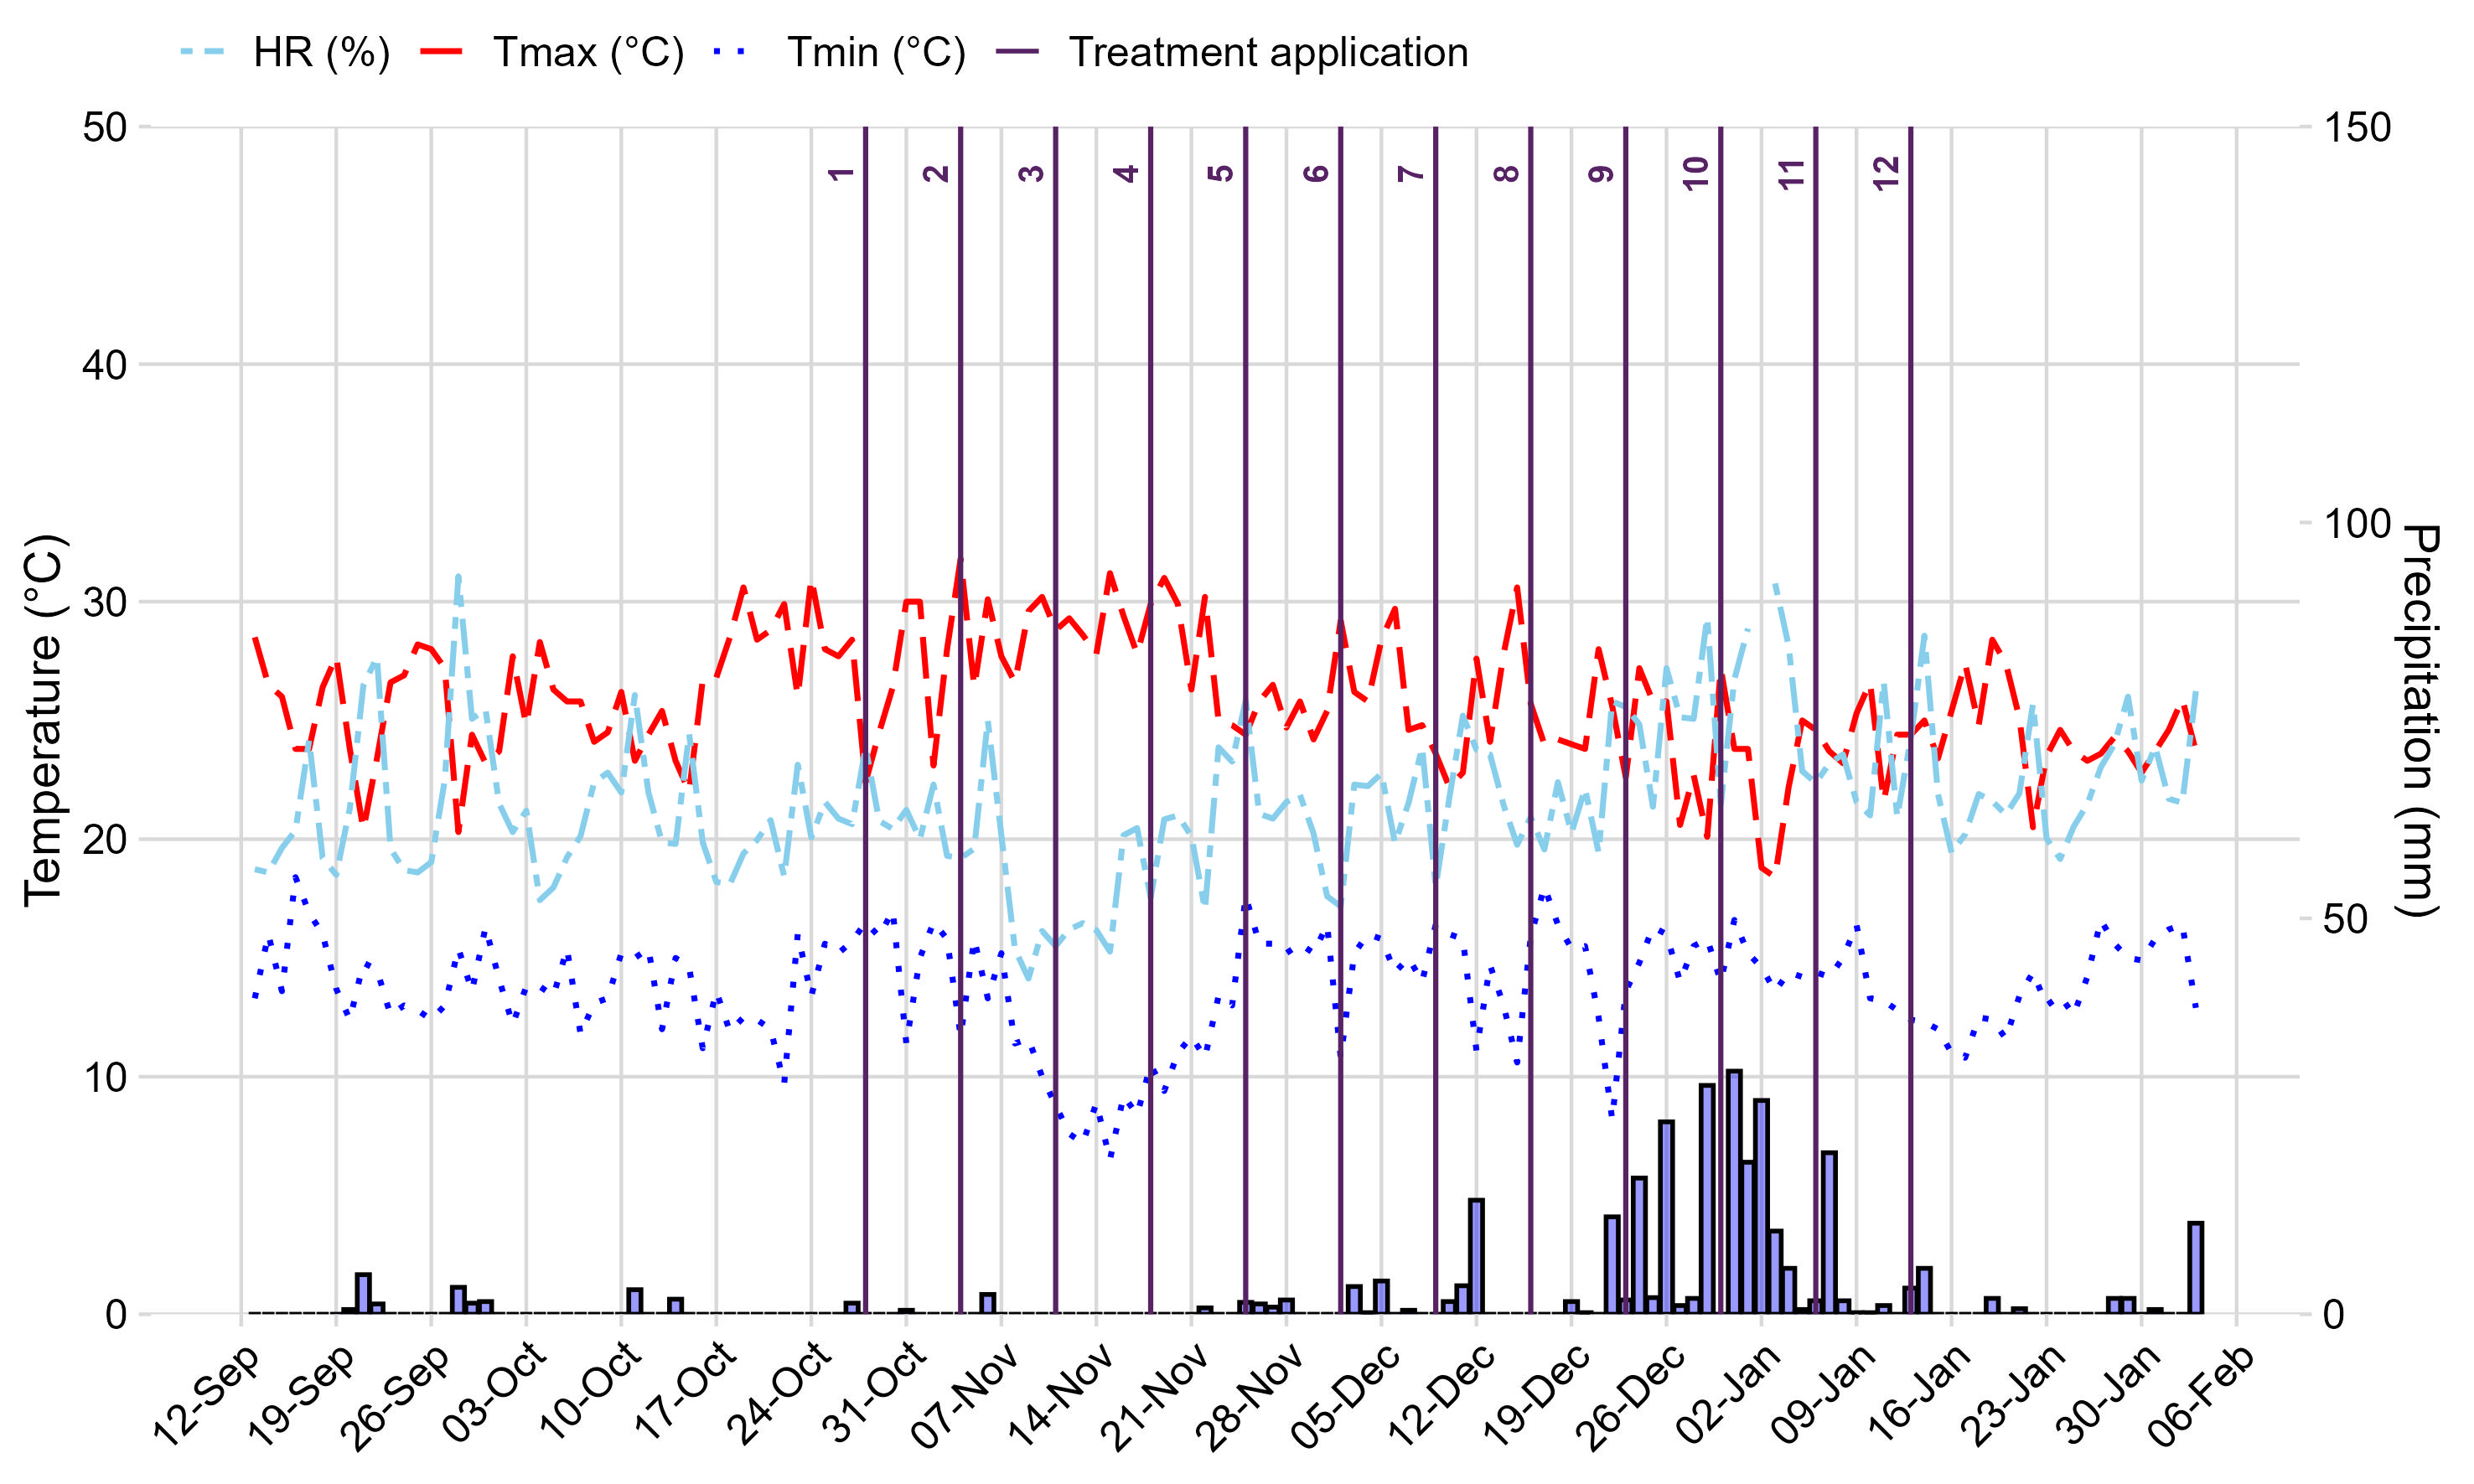 HR (%) Tmax (°C) Tmin (°C) Treatment application
50
40
30
20
10
0
Temperature (°C)
1 2 3 4 5 6 7 8 9 10 11 12
150
100
50
0
Precipitation (mm)
12-Sep 19-Sep 26-Sep 03-Oct 10-Oct 17-Oct 24-Oct 31-Oct 07-Nov 14-Nov 21-Nov 28-Nov 05-Dec 12-Dec 19-Dec 26-Dec 02-Jan 09-Jan 16-Jan 23-Jan 30-Jan 06-Feb